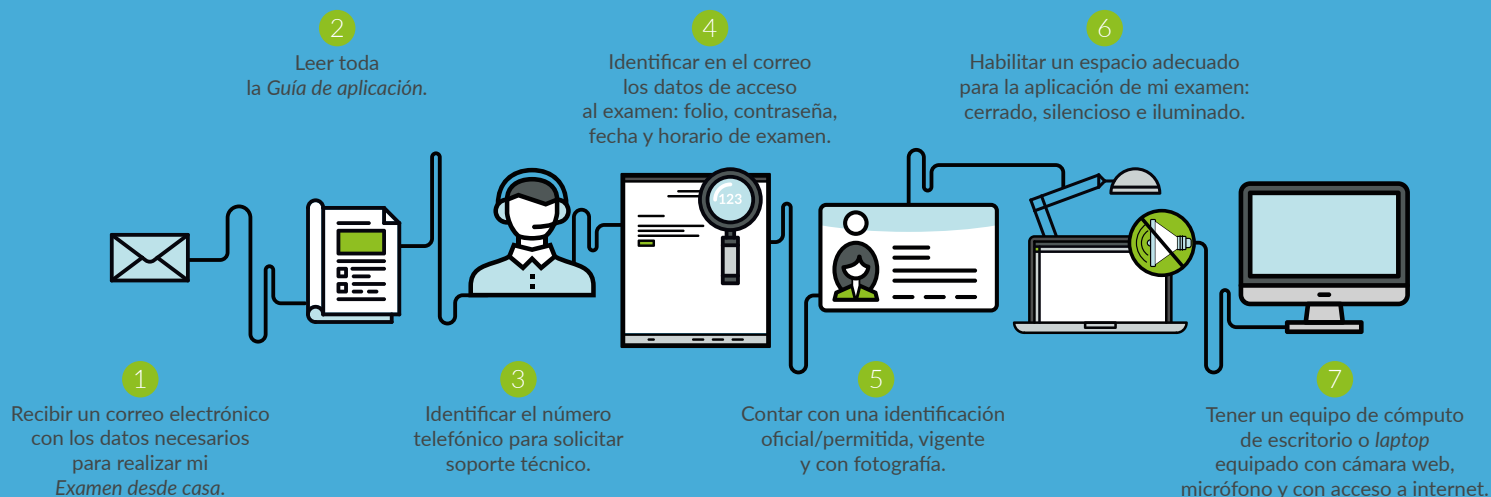 1
Recibir un correo electrónico
con los datos necesarios
para realizar mi
Examen desde casa.
2
Leer toda
la Guía de aplicación.
3
Identificar el número
telefónico para solicitar
soporte técnico.
4
Identificar en el correo
los datos de acceso
al examen: folio, contraseña,
fecha y horario de examen.
123
5
Contar con una identificación
oficial/permitida, vigente
y con fotografía.
6
Habilitar un espacio adecuado
para la aplicación de mi examen:
cerrado, silencioso e iluminado.
7
Tener un equipo de cómputo
de escritorio o laptop
equipado con cámara web,
micrófono y con acceso a internet.